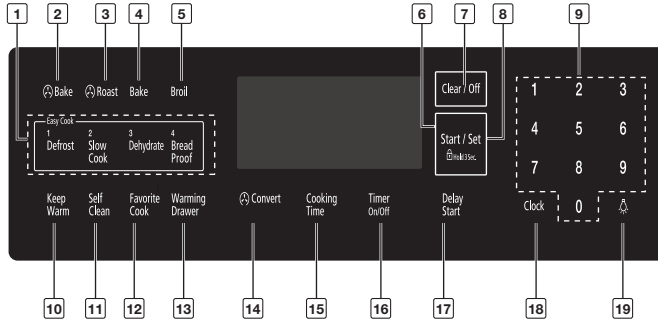 1 2 3 4 5 6 7 8 9
Bake Roast Bake Broil
Clear / Off
1 2 3
Easy Cook
1 2 3 4
Defrost Slow Cook Dehydrate Bread Proof
Start / Set
Hold 3 Sec.
4 5 6
7 8 9
Keep Warm Self Clean Favorite Cook Warming Drawer Convert Cooking Time Timer On/Off Delay Start Clock 0
10 11 12 13 14 15 16 17 18 19